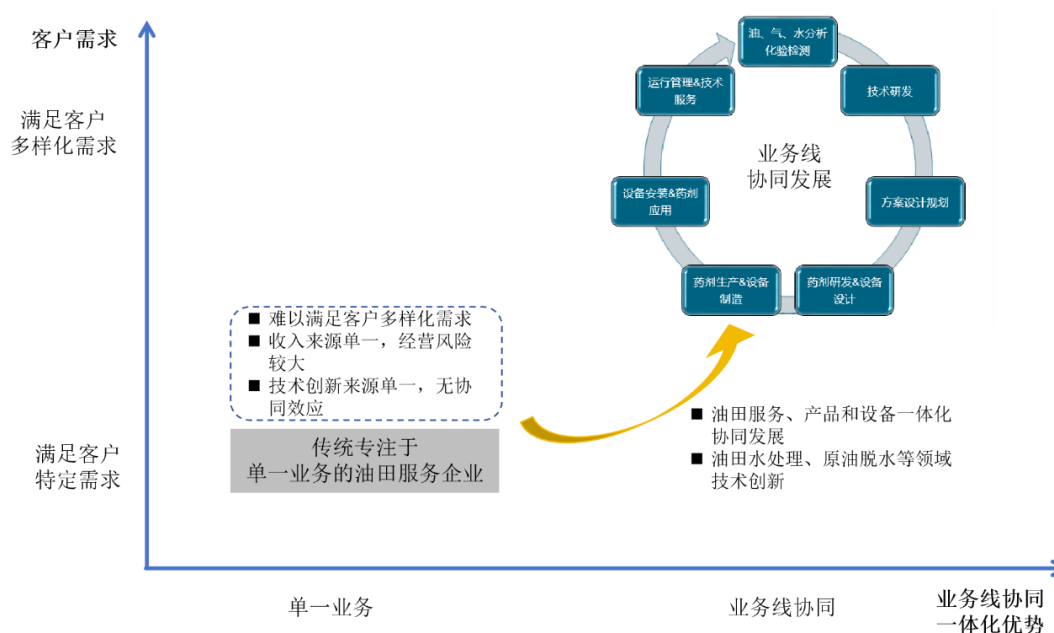 客户需求
满足客户
多样化需求
油、气、水分析
化验检测
运行管理&技术
服务
技术研发
业务线
协同发展
设备安装&药剂
应用
方案设计规划
药剂生产&设备
制造
药剂研发&设备
设计
■ 难以满足客户多样化需求
■ 收入来源单一，经营风险
较大
■ 技术创新来源单一，无协
同效应
传统专注于
单一业务的油田服务企业
■ 油田服务、产品和设备一体化
协同发展
■ 油田水处理、原油脱水等领域
技术创新
满足客户
特定需求
单一业务
业务线协同
业务线协同
一体化优势